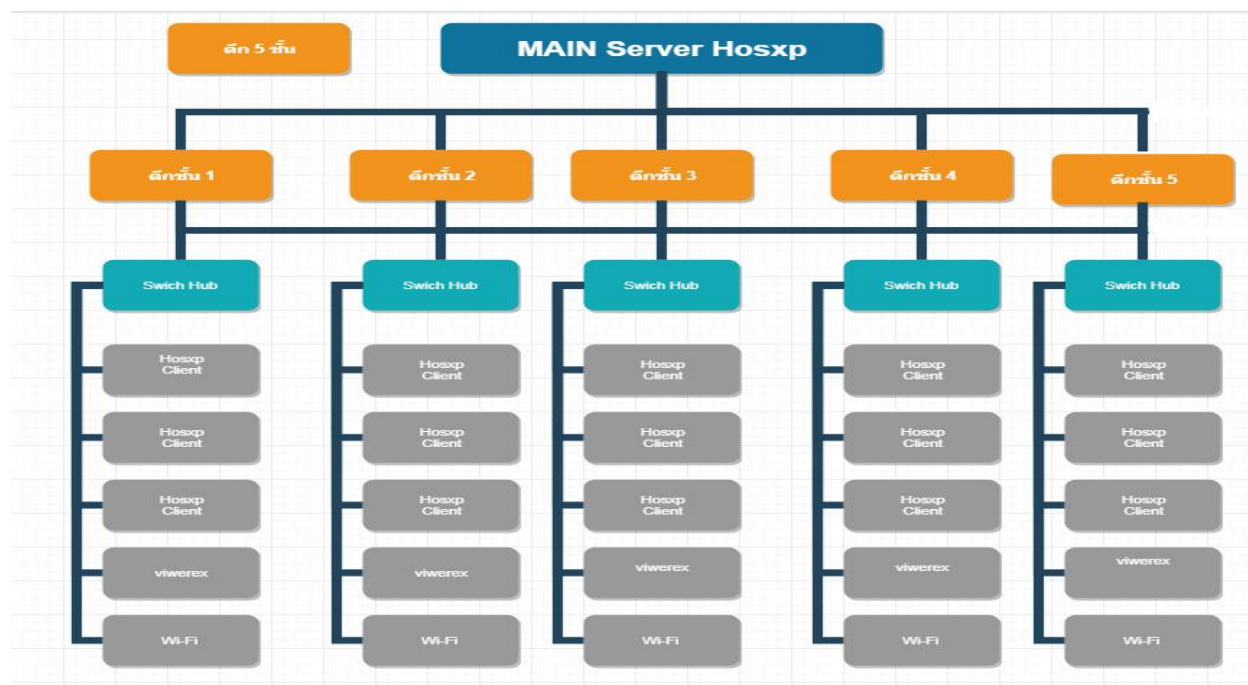 ตึก 5 ชั้น
MAIN Server Hosxp
ตึกชั้น 1
ตึกชั้น 2
ตึกชั้น 3
ตึกชั้น 4
ตึกชั้น 5
Swich Hub
Swich Hub
Swich Hub
Swich Hub
Swich Hub
Hosxp
Client
Hosxp
Client
Hosxp
Client
Hosxp
Client
Hosxp
Client
Hosxp
Client
Hosxp
Client
Hosxp
Client
Hosxp
Client
Hosxp
Client
Hosxp
Client
Hosxp
Client
Hosxp
Client
Hosxp
Client
Hosxp
Client
viwerex
viwerex
viwerex
viwerex
viwerex
Wi-Fi
Wi-Fi
Wi-Fi
Wi-Fi
Wi-Fi